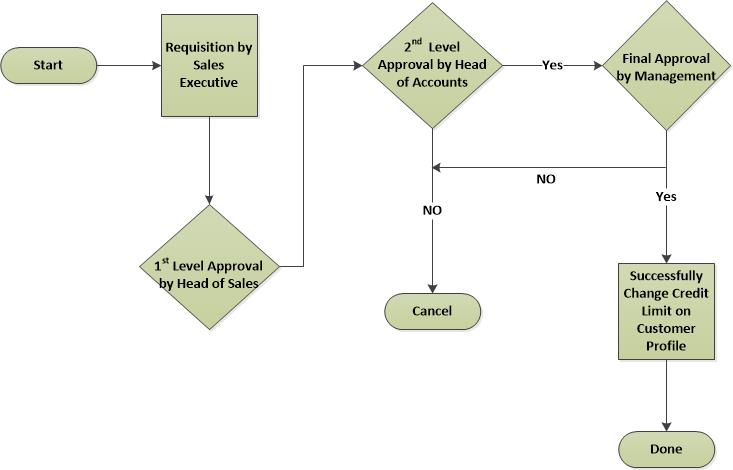 Start
Requisition by
Sales
Executive
2nd Level
Approval by Head
of Accounts
Yes
Final Approval
by Management
NO
NO
Yes
1st Level Approval
by Head of Sales
Cancel
Successfully
Change Credit
Limit on
Customer
Profile
Done